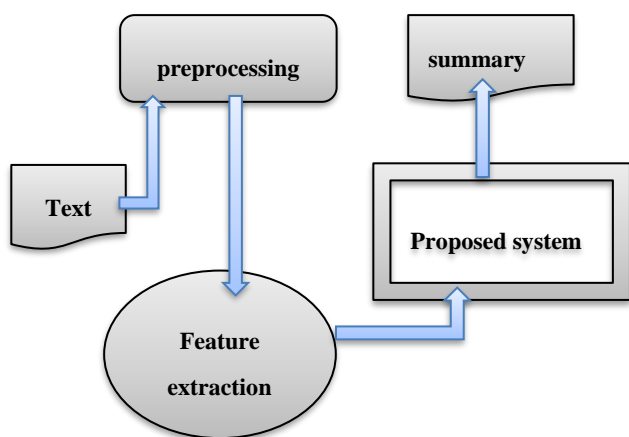 preprocessing
summary
Text
Proposed system
Feature
extraction